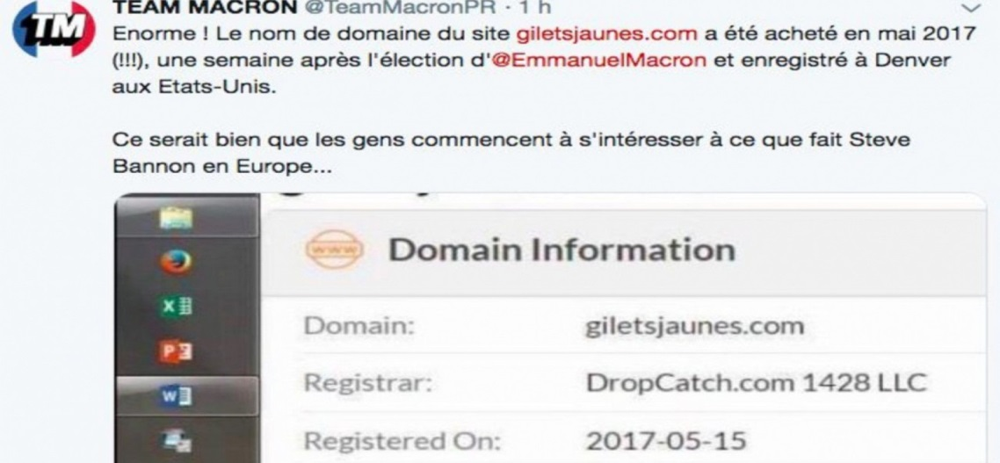 TEAM MACRON @TeamMacronPR · 1 h
TM
Enorme ! Le nom de domaine du site giletsjaunes.com a été acheté en mai 2017
(!!!), une semaine après l'élection d'@EmmanuelMacron et enregistré à Denver
aux Etats-Unis.
Ce serait bien que les gens commencent à s'intéresser à ce que fait Steve
Bannon en Europe...
www
Domain Information
Domain: giletsjaunes.com
Registrar: DropCatch.com 1428 LLC
Registered On: 2017-05-15